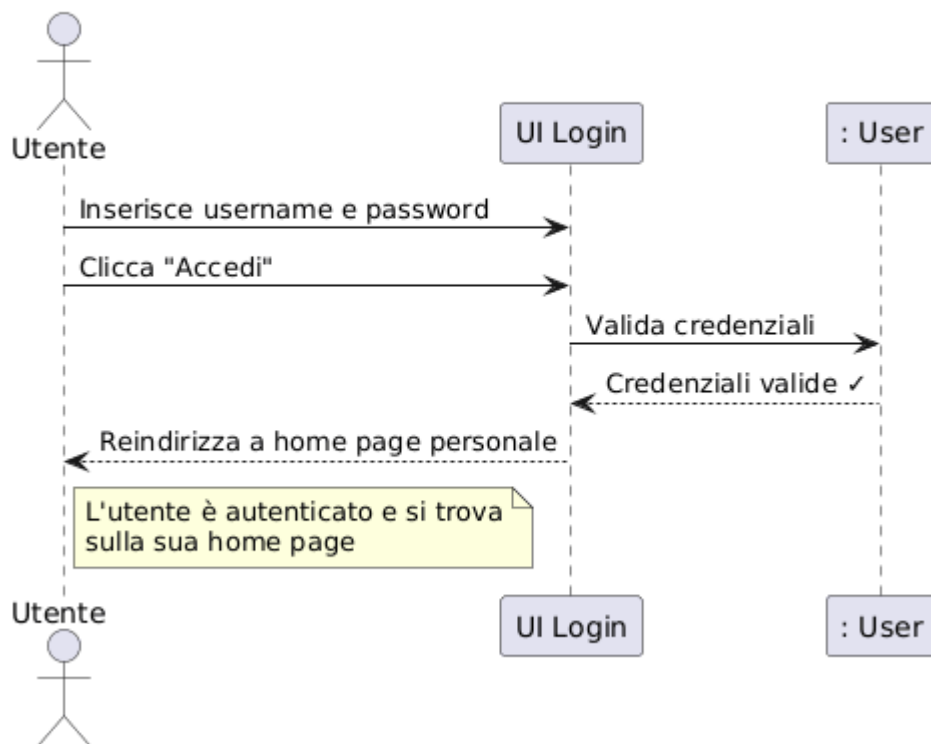 Utente
UI Login
: User
Inserisce username e password
Clicca "Accedi"
Valida credenziali
Credenziali valide ✓
Reindirizza a home page personale
L'utente è autenticato e si trova
sulla sua home page
Utente
UI Login
: User